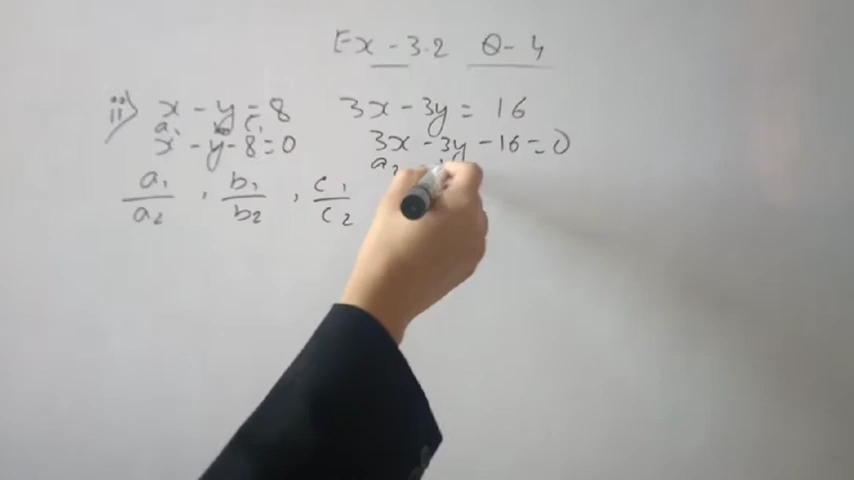 Ex - 3.2 Q - 4
ii) x - y = 8 3x - 3y = 16
a₁ c₁
x - y - 8 = 0 3x - 3y - 16 = 0
a₂
a₁/a₂ , b₁/b₂ , c₁/c₂